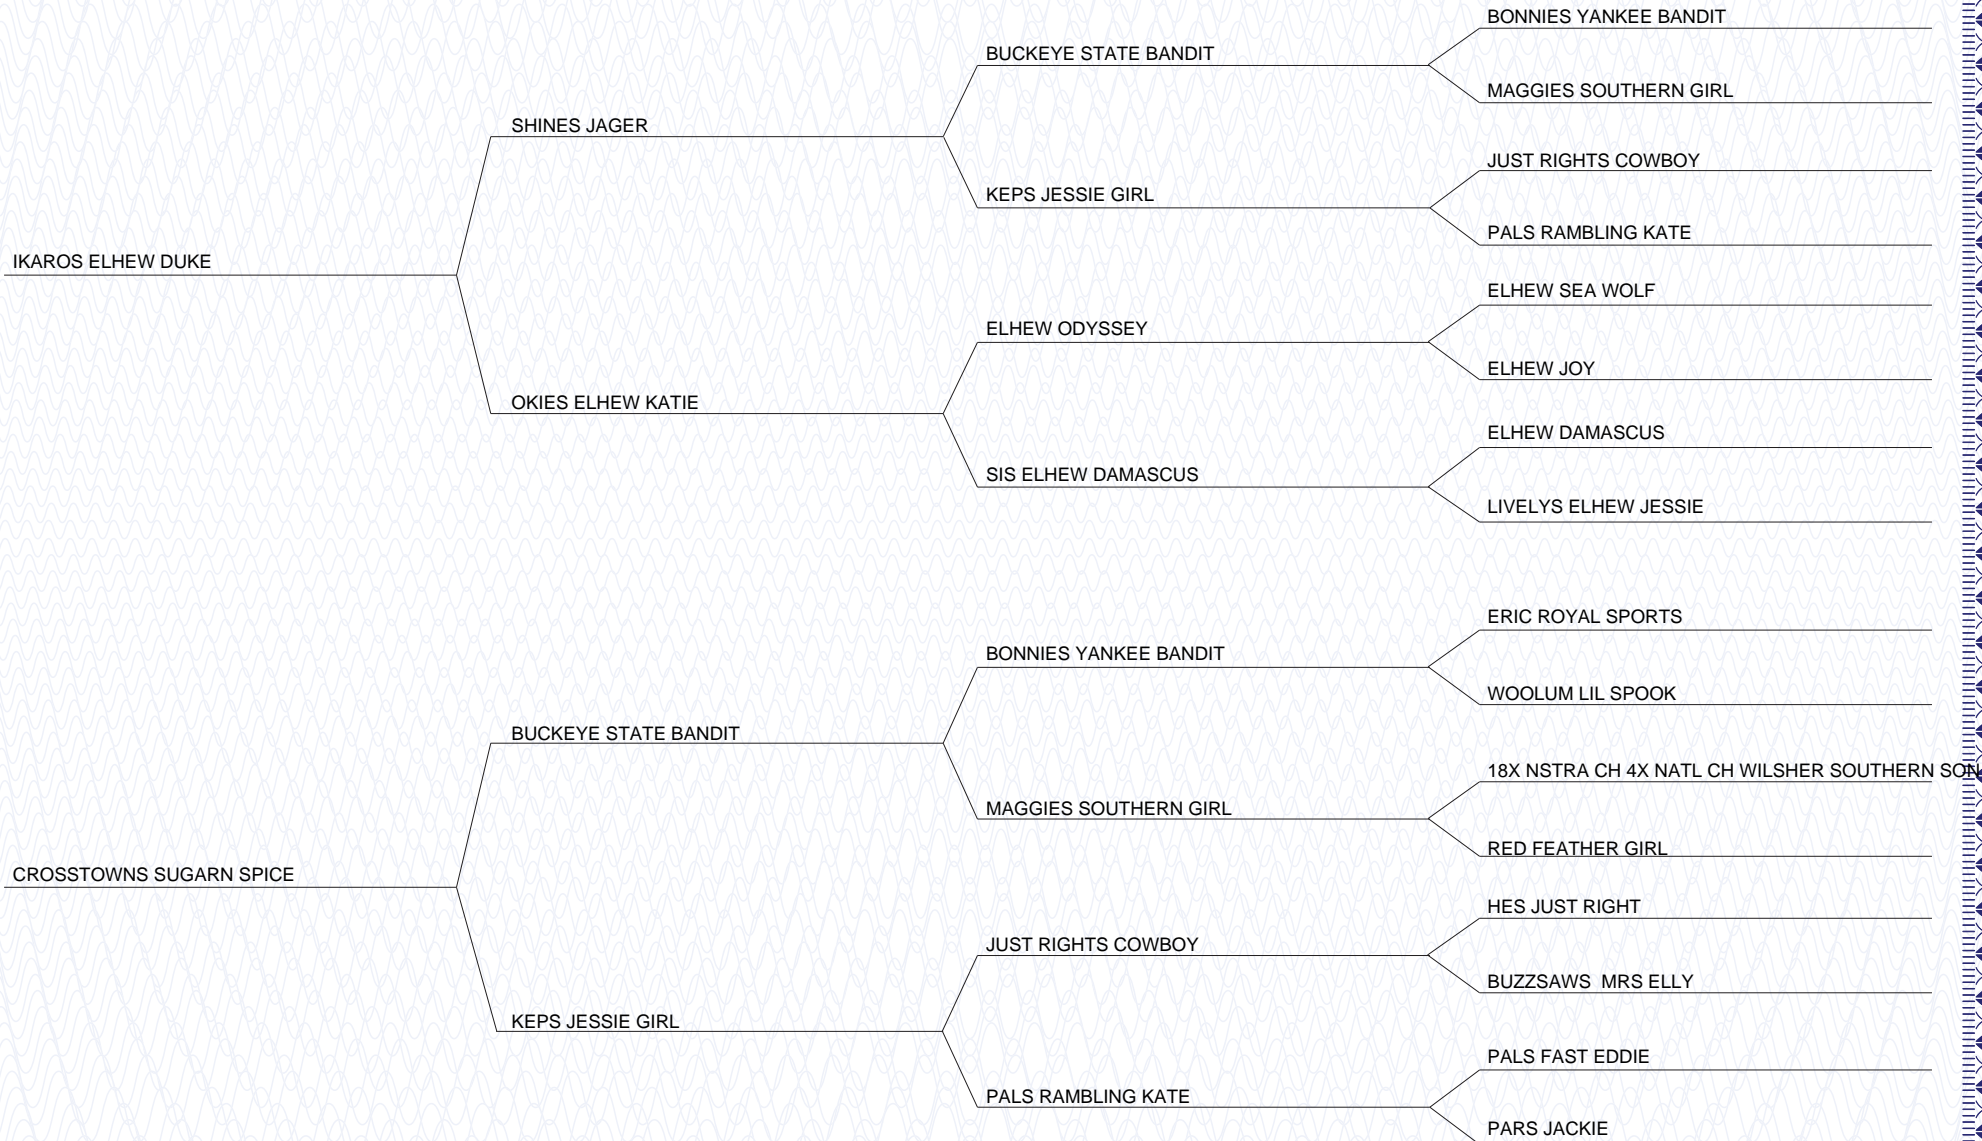 BONNIES YANKEE BANDIT
BUCKEYE STATE BANDIT
MAGGIES SOUTHERN GIRL
SHINES JAGER
JUST RIGHTS COWBOY
KEPS JESSIE GIRL
PALS RAMBLING KATE
IKAROS ELHEW DUKE
ELHEW SEA WOLF
ELHEW ODYSSEY
ELHEW JOY
OKIES ELHEW KATIE
ELHEW DAMASCUS
SIS ELHEW DAMASCUS
LIVELYS ELHEW JESSIE
ERIC ROYAL SPORTS
BONNIES YANKEE BANDIT
WOOLUM LIL SPOOK
BUCKEYE STATE BANDIT
18X NSTRA CH 4X NATL CH WILSHER SOUTHERN SON
MAGGIES SOUTHERN GIRL
RED FEATHER GIRL
CROSSTOWNS SUGARN SPICE
HES JUST RIGHT
JUST RIGHTS COWBOY
BUZZSAWS  MRS ELLY
KEPS JESSIE GIRL
PALS FAST EDDIE
PALS RAMBLING KATE
PARS JACKIE